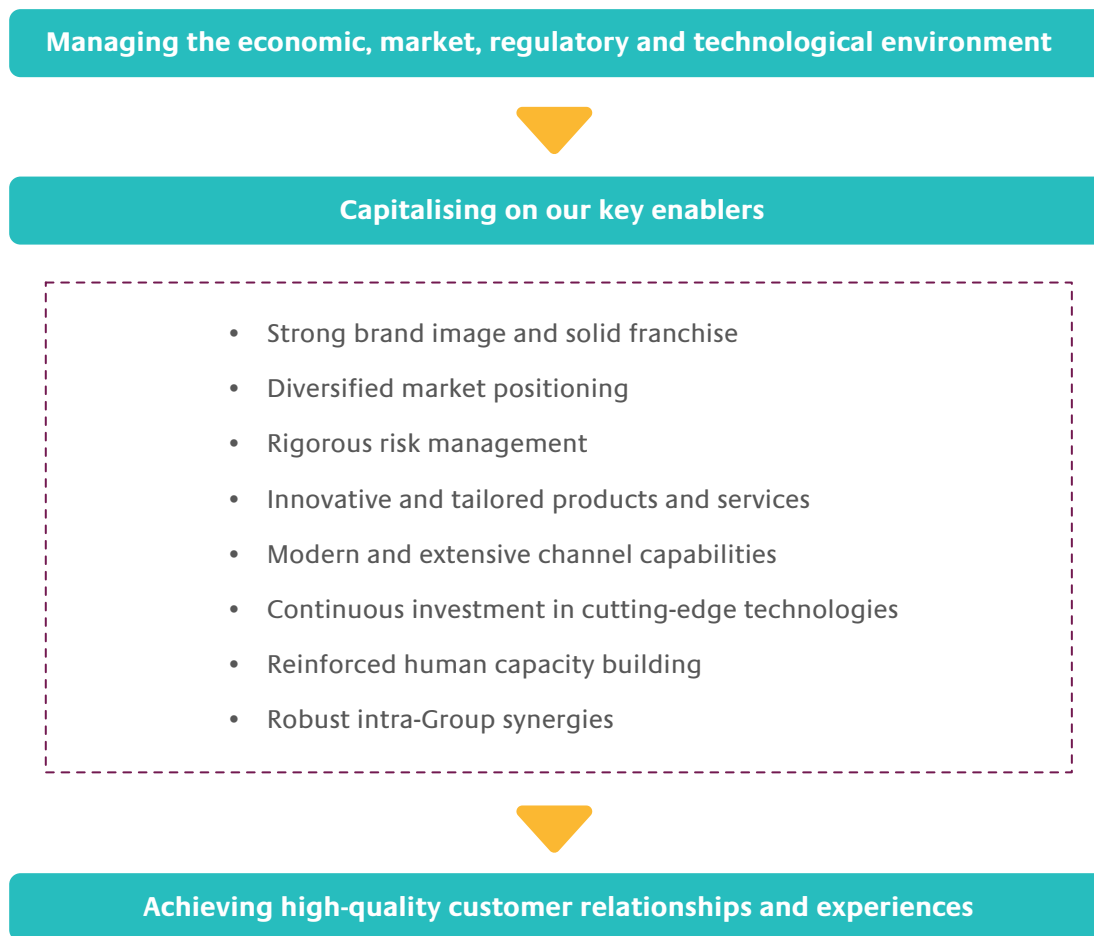 Managing the economic, market, regulatory and technological environment
Capitalising on our key enablers
• Strong brand image and solid franchise
• Diversified market positioning
• Rigorous risk management
• Innovative and tailored products and services
• Modern and extensive channel capabilities
• Continuous investment in cutting-edge technologies
• Reinforced human capacity building
• Robust intra-Group synergies
Achieving high-quality customer relationships and experiences